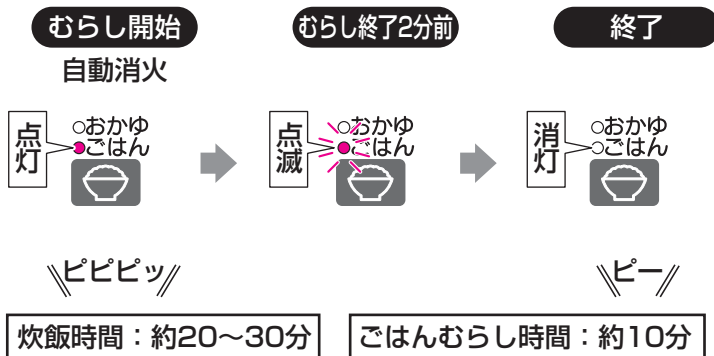 むらし開始
自動消火
むらし終了2分前
終了
点灯
○おかゆ
●ごはん
点滅
○おかゆ
●ごはん
消灯
○おかゆ
○ごはん
ピピピッ
ピー
炊飯時間：約20～30分
ごはんむらし時間：約10分